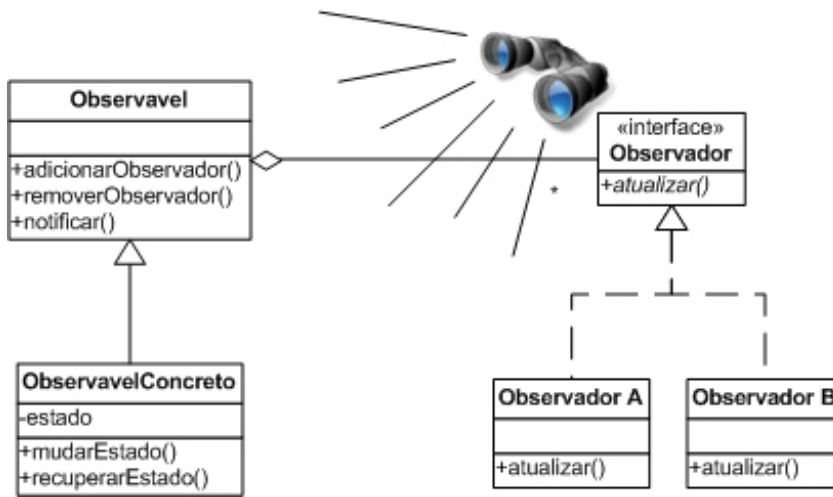 Observavel
+adicionarObservador()
+removerObservador()
+notificar()
«interface»
Observador
+atualizar()
*
ObservavelConcreto
-estado
+mudarEstado()
+recuperarEstado()
Observador A
+atualizar()
Observador B
+atualizar()